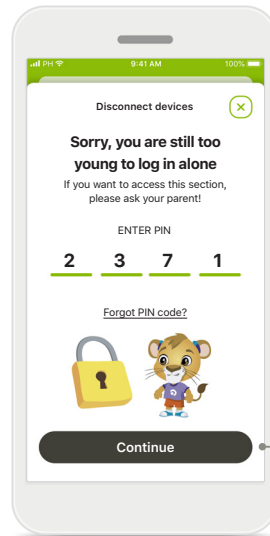 PH 9:41 AM 100%
Disconnect devices
Sorry, you are still too
young to log in alone
If you want to access this section,
please ask your parent!
ENTER PIN
2 3 7 1
Forgot PIN code?
Continue